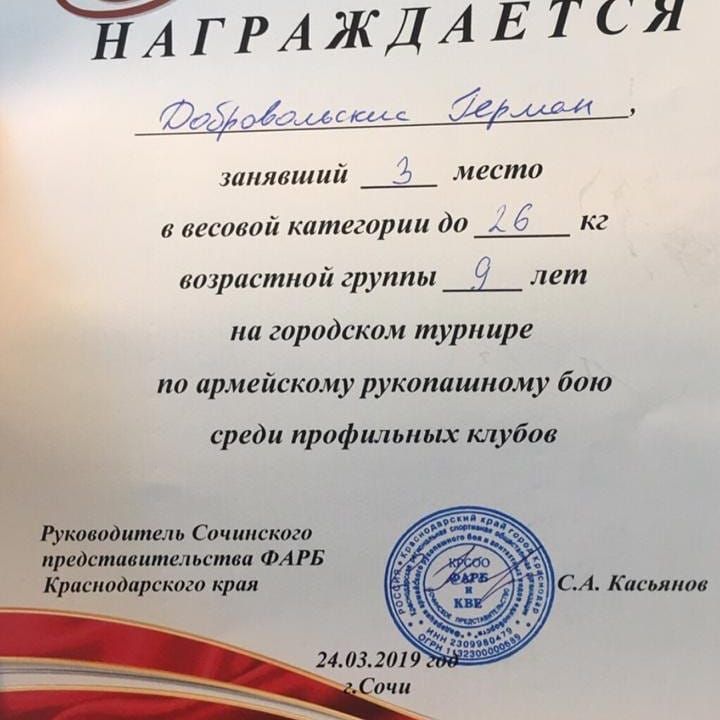 НАГРАЖДАЕТСЯ
Добровольские Герман,
занявший 3 место
в весовой категории до 26 кг
возрастной группы 9 лет
на городском турнире
по армейскому рукопашному бою
среди профильных клубов
Руководитель Сочинского
представительства ФАРБ
Краснодарского края
С.А. Касьянов
КРСОО
ФАРБ
и
КВЕ
24.03.2019 год
г.Сочи